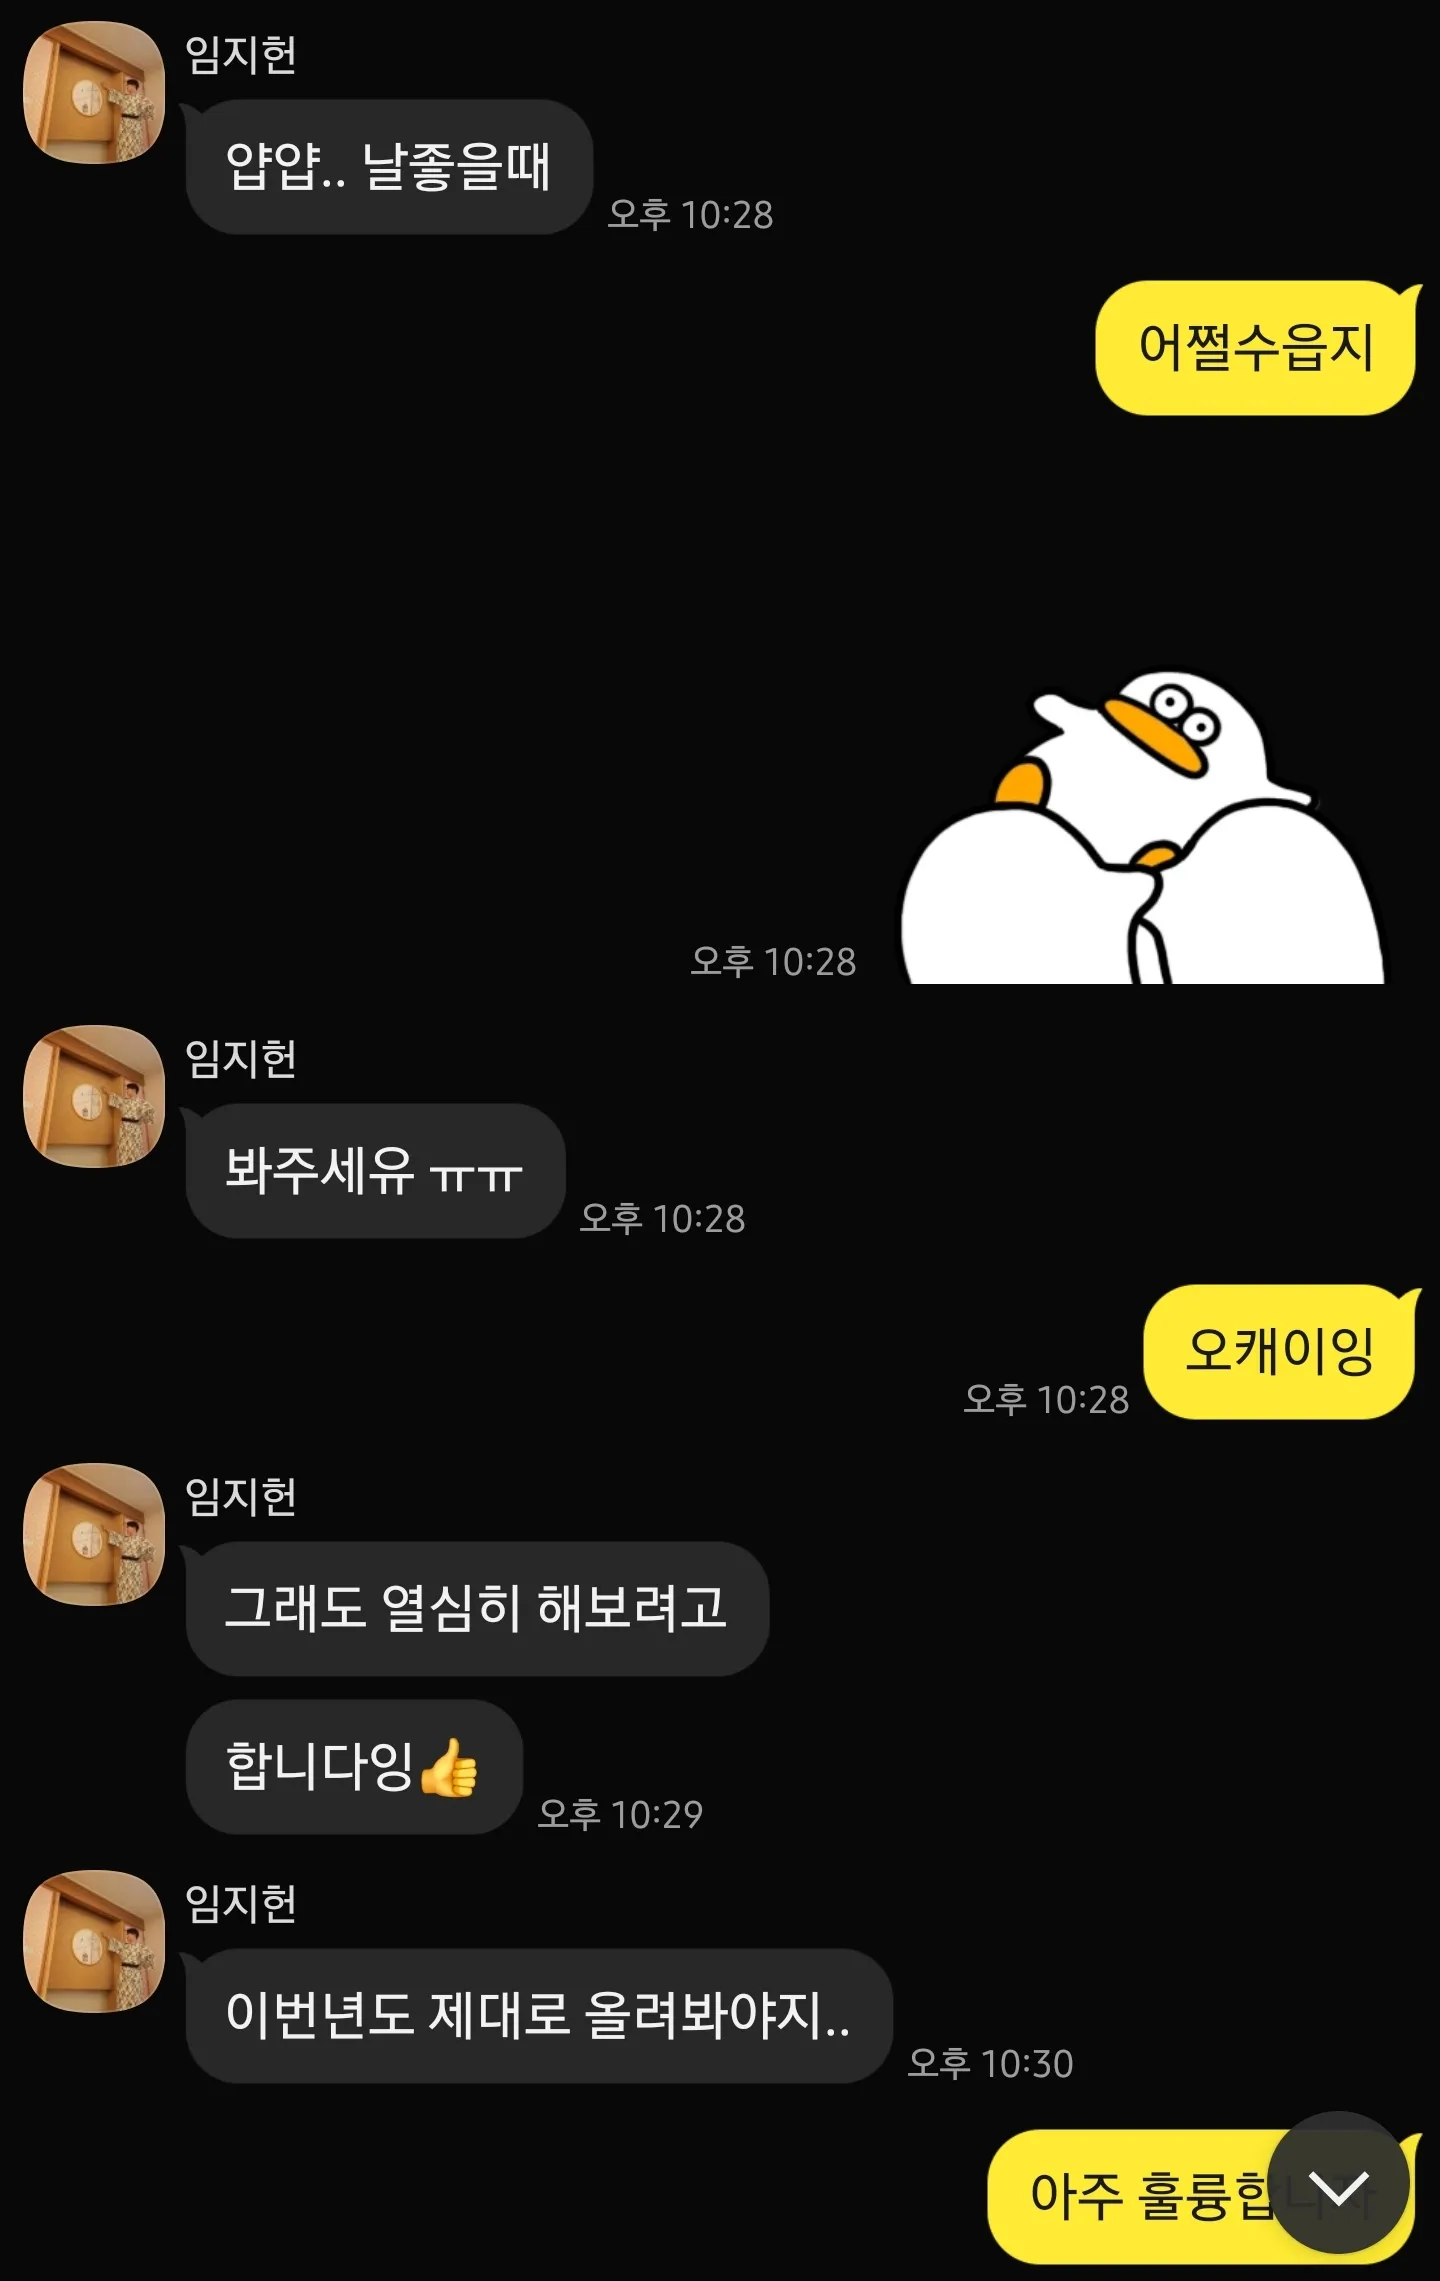 임지헌
얍얍.. 날좋을때
오후 10:28
어쩔수읍지
오후 10:28
임지헌
봐주세유 ㅠㅠ
오후 10:28
오캐이잉
오후 10:28
임지헌
그래도 열심히 해보려고
합니다잉👍
오후 10:29
임지헌
이번년도 제대로 올려봐야지..
오후 10:30
아주